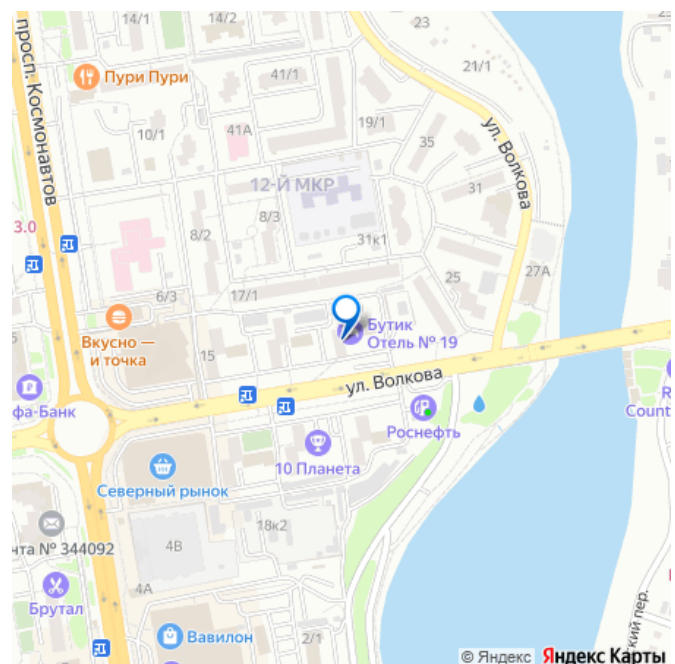 14/1
14/2
23
23
просп. Космонавтов
Пури Пури
41/1
21/1
10/1
41А
19/1
35
ул. Волкова
12-Й МКР
31
8/3
3.0
8/2
31к1
25
27А
6/3
17/1
Вкусно —
и точка
15
Бутик
Отель № 19
ул. Волкова
фа-Банк
Роснефть
Count
10 Планета
Северный рынок
18к2
нта № 344092
4В
Брутал
4А
Вавилон
2/1
ский пер.
© Яндекс Яндекс Карты